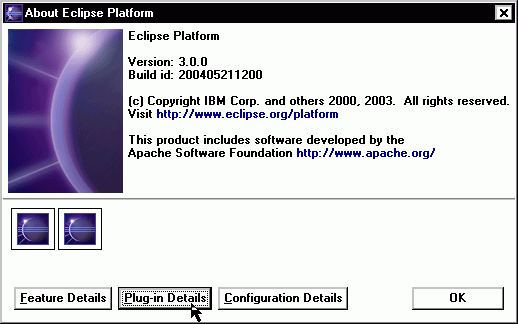 About Eclipse Platform
Eclipse Platform
Version: 3.0.0
Build id: 200405211200
(c) Copyright IBM Corp. and others 2000, 2003.  All rights reserved.
Visit http://www.eclipse.org/platform
This product includes software developed by the
Apache Software Foundation http://www.apache.org/
Feature Details
Plug-in Details
Configuration Details
OK